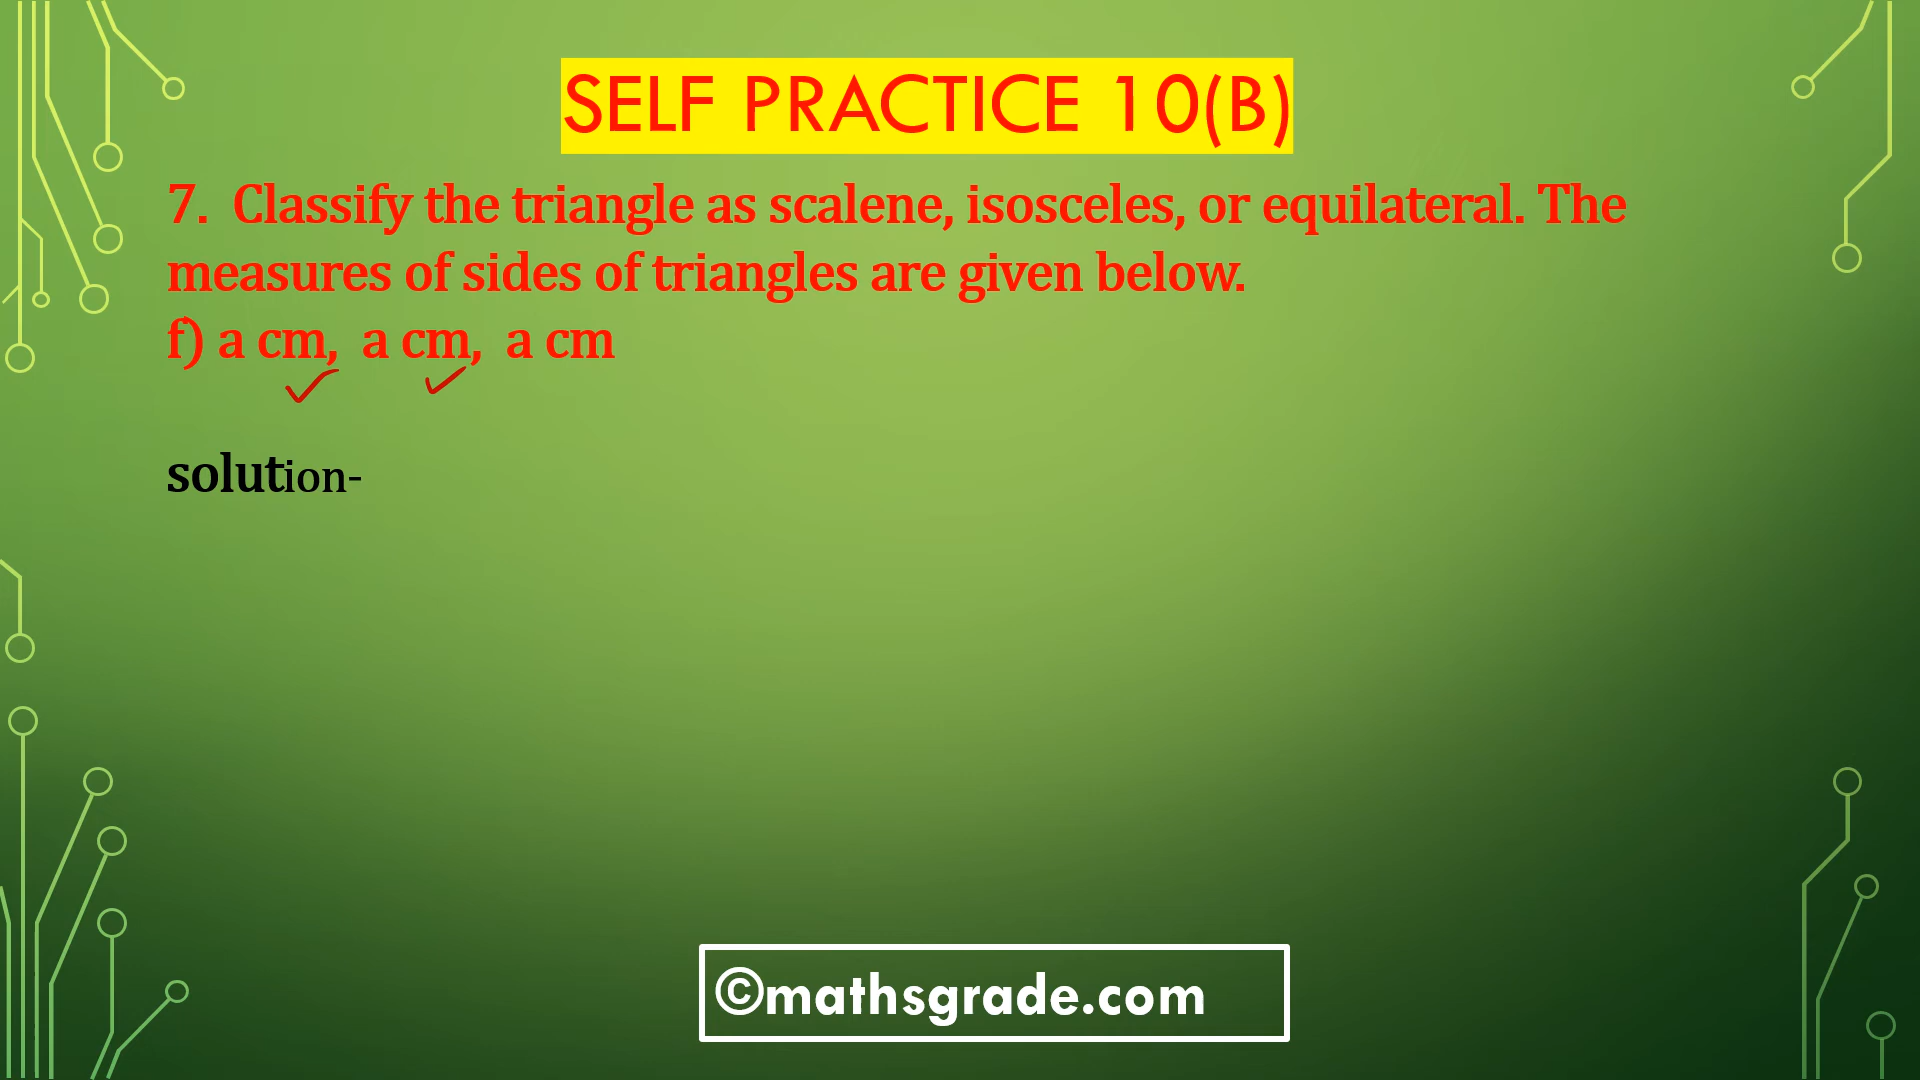 SELF PRACTICE 10(B)
7.  Classify the triangle as scalene, isosceles, or equilateral. The
measures of sides of triangles are given below.
f) a cm,  a cm,  a cm
solution-
©mathsgrade.com